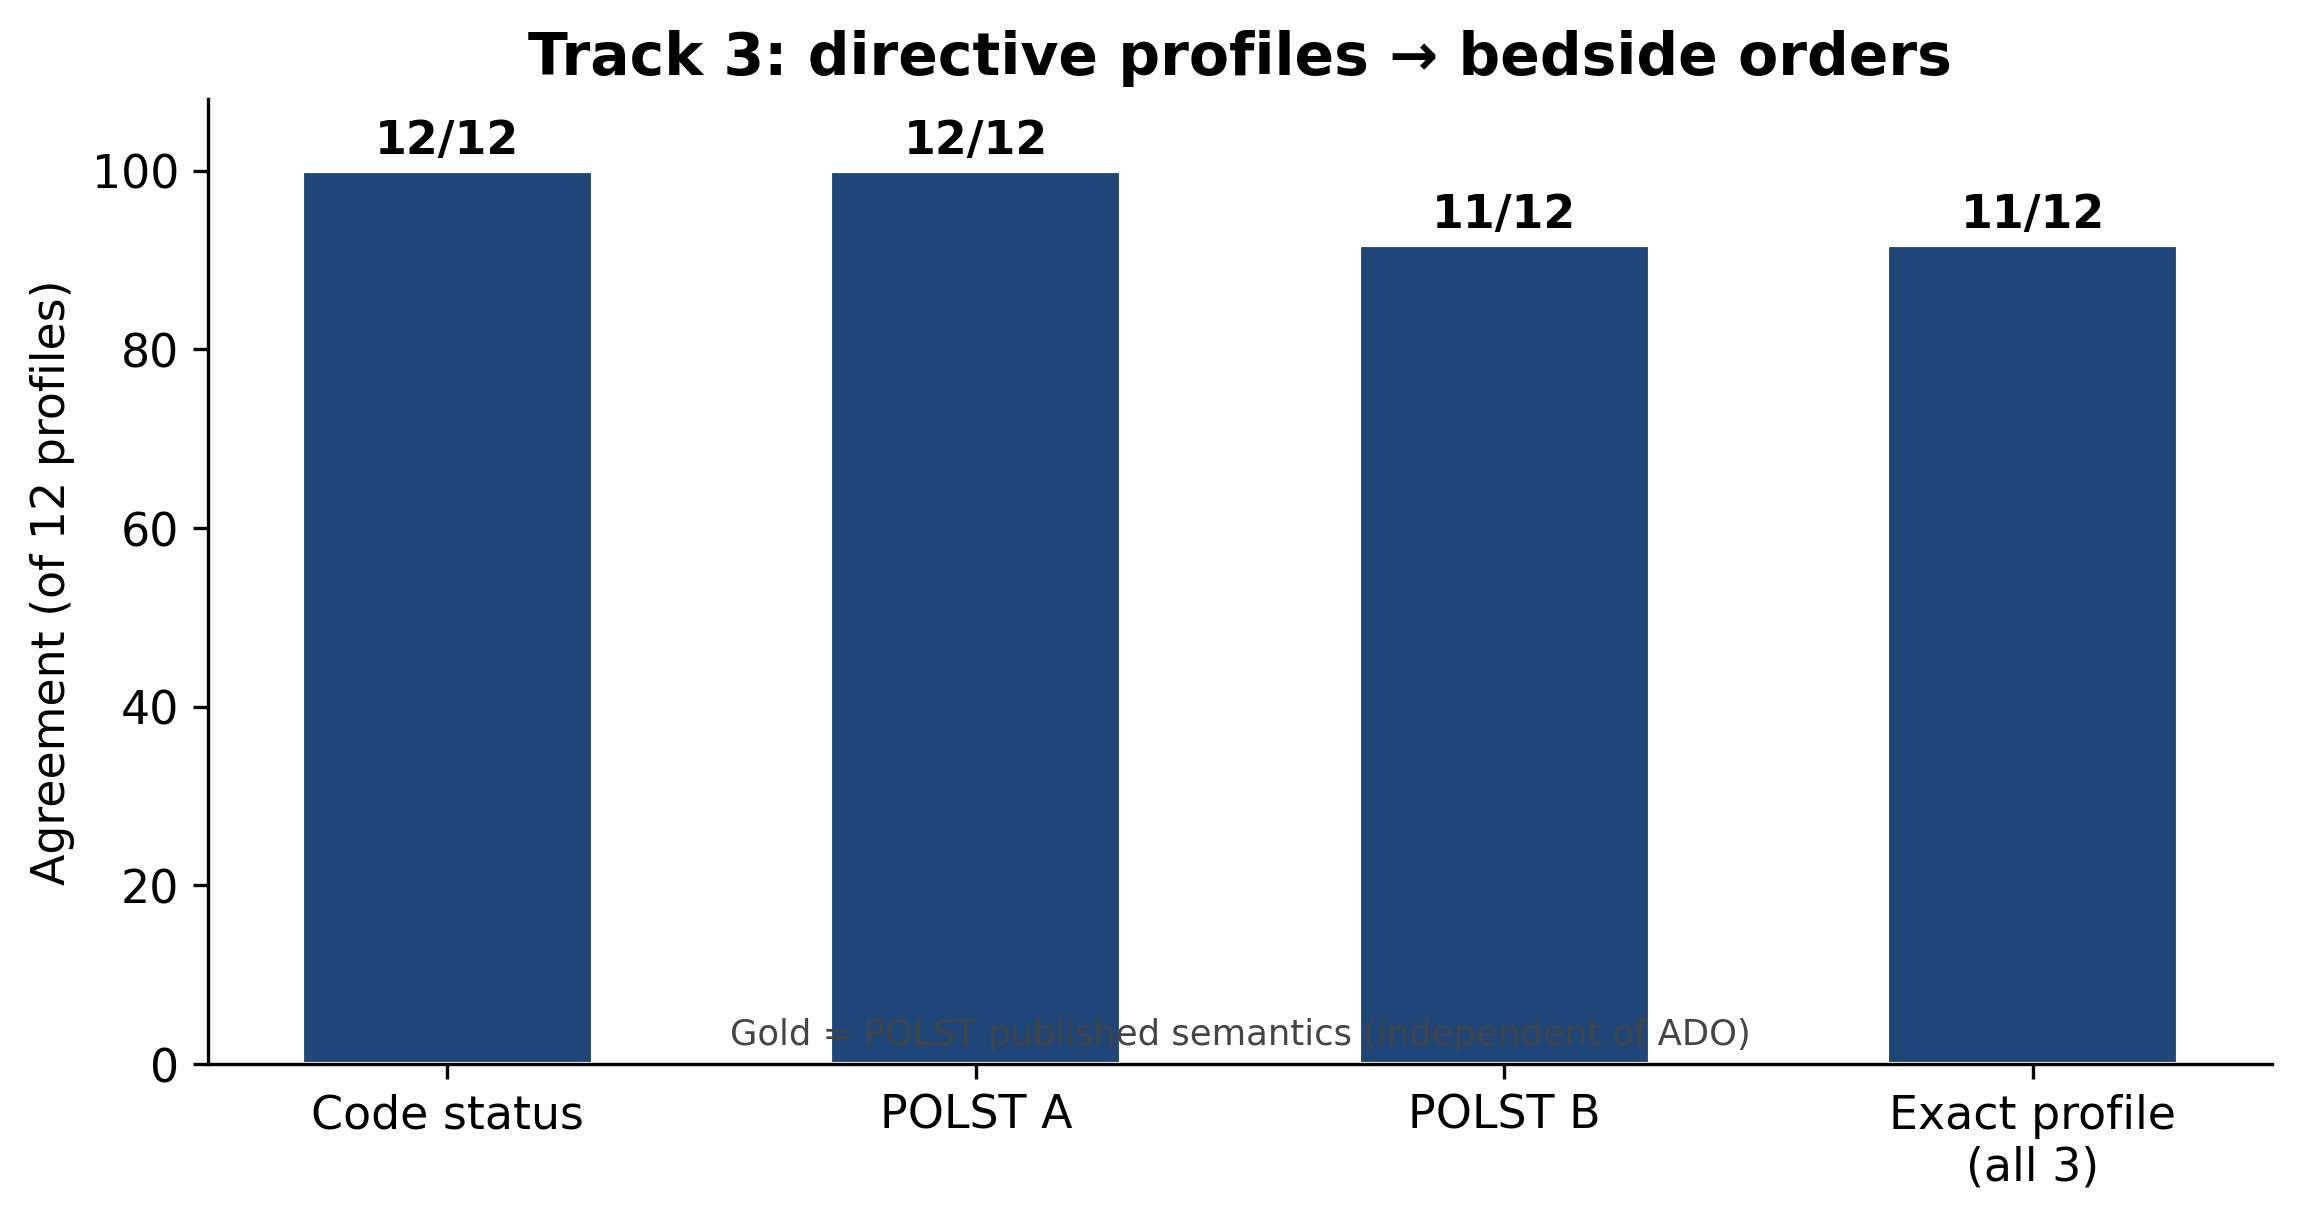 Track 3: directive profiles → bedside orders
12/12
12/12
11/12
11/12
100
80
60
40
20
0
Agreement (of 12 profiles)
Gold = POLST published semantics (independent of ADO)
Code status
POLST A
POLST B
Exact profile
(all 3)